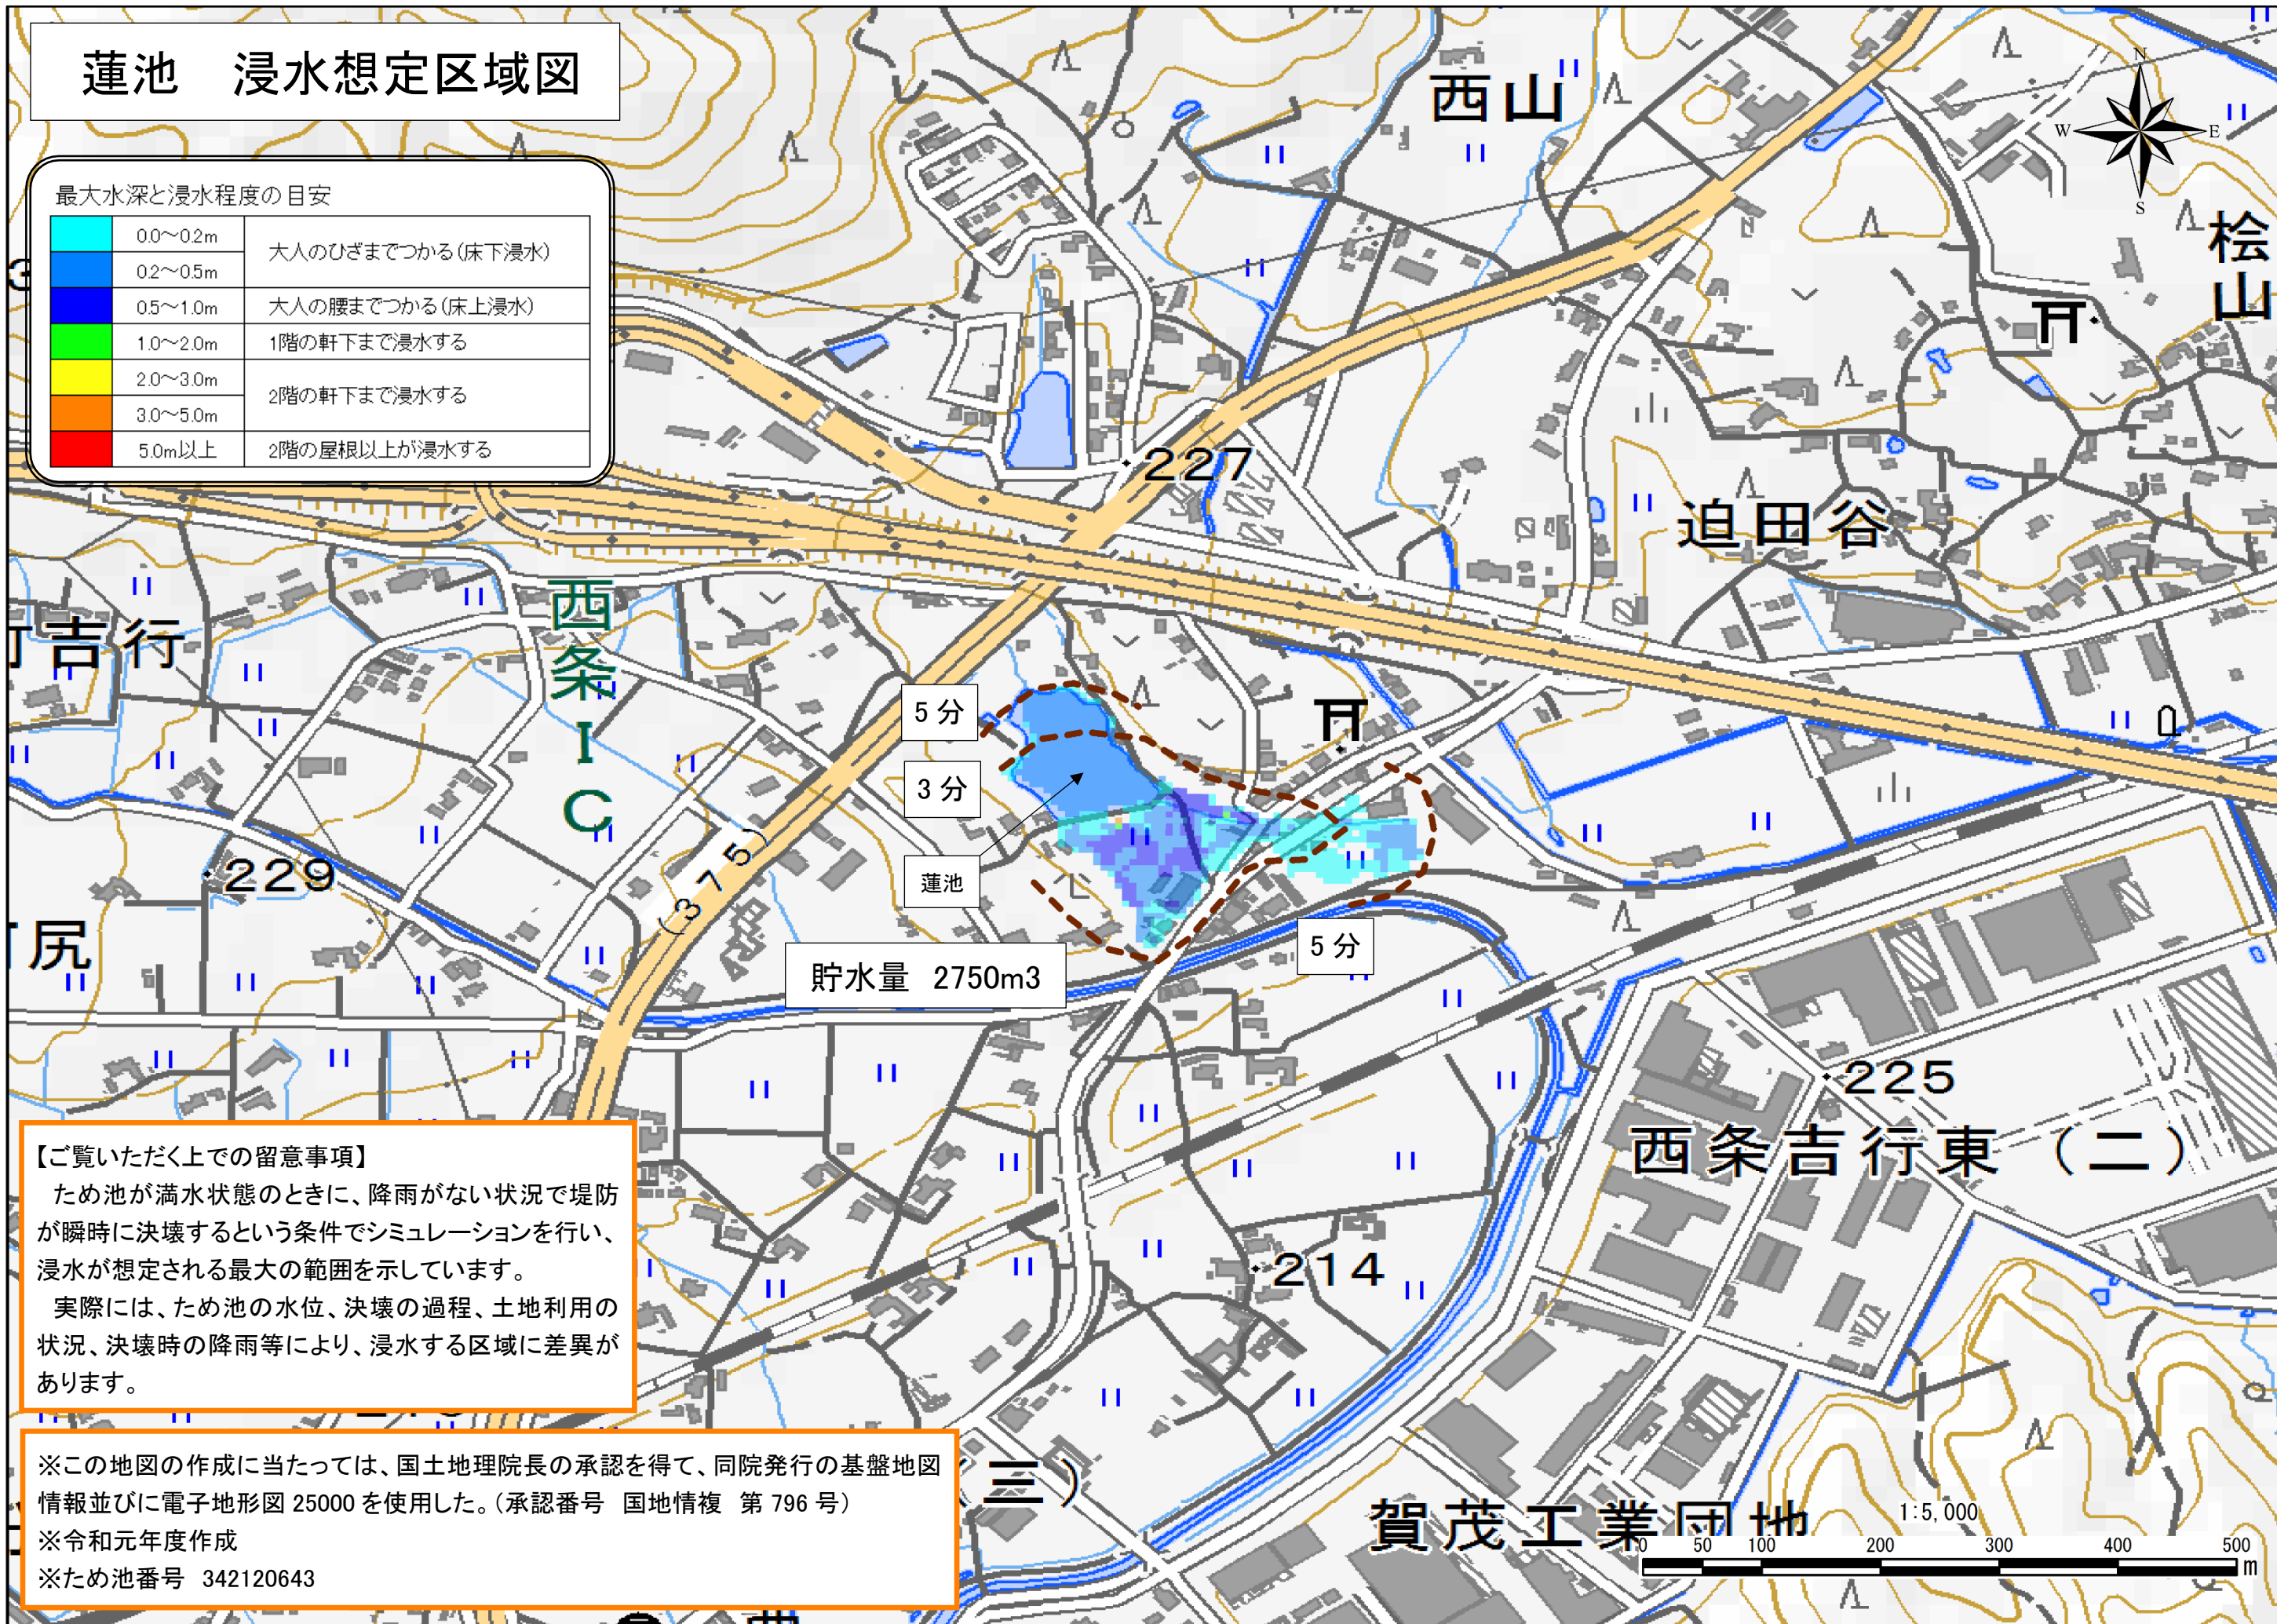 蓮池　浸水想定区域図
最大水深と浸水程度の目安
0.0～0.2m
大人のひざまでつかる(床下浸水)
0.2～0.5m
0.5～1.0m
大人の腰までつかる(床上浸水)
1.0～2.0m
1階の軒下まで浸水する
2.0～3.0m
2階の軒下まで浸水する
3.0～5.0m
5.0m以上
2階の屋根以上が浸水する
西山
N
W
E
S
桧山
227
迫田谷
吉行
西条IC
5分
3分
蓮池
229
(375)
尻
貯水量 2750m3
5分
225
西条吉行東（二）
214
【ご覧いただく上での留意事項】
ため池が満水状態のときに、降雨がない状況で堤防
が瞬時に決壊するという条件でシミュレーションを行い、
浸水が想定される最大の範囲を示しています。
実際には、ため池の水位、決壊の過程、土地利用の
状況、決壊時の降雨等により、浸水する区域に差異が
あります。
※この地図の作成に当たっては、国土地理院長の承認を得て、同院発行の基盤地図
情報並びに電子地形図 25000 を使用した。（承認番号 国地情複 第 796 号）
※令和元年度作成
※ため池番号 342120643
三）
賀茂工業団地
1:5,000
0 50 100 200 300 400 500
m